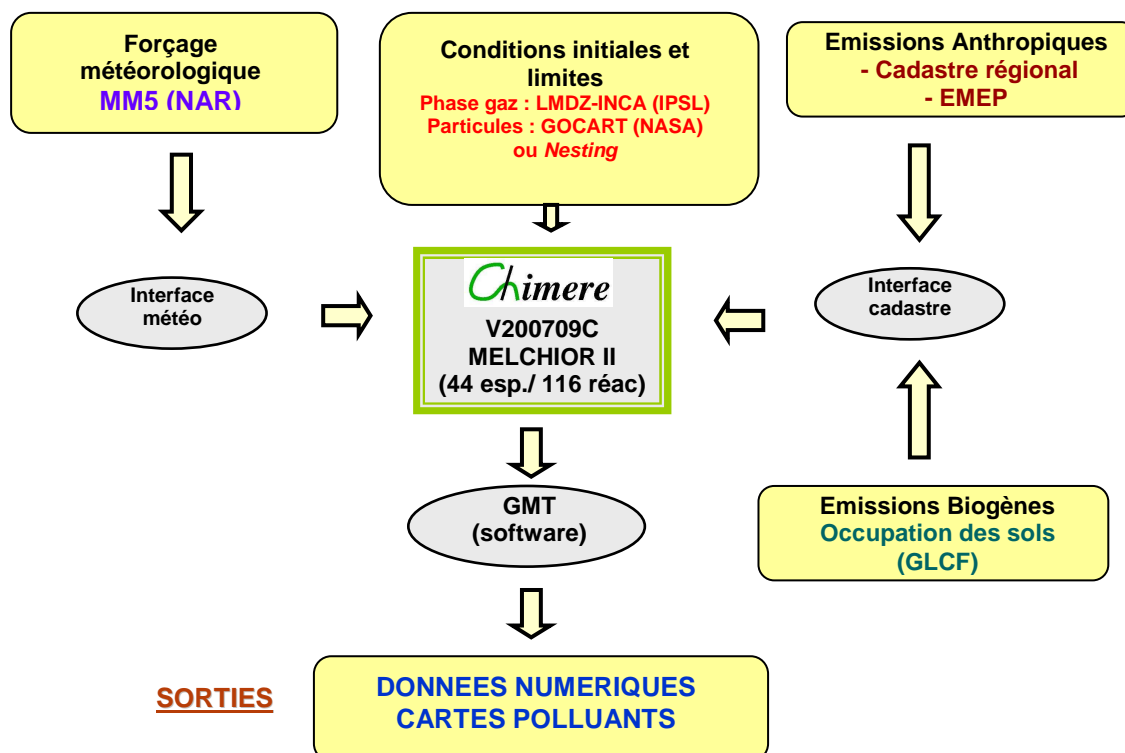 Forçage
météorologique
MM5 (NAR)
Conditions initiales et
limites
Phase gaz : LMDZ-INCA (IPSL)
Particules : GOCART (NASA)
ou Nesting
Emissions Anthropiques
- Cadastre régional
- EMEP
Interface
météo
Chimere
V200709C
MELCHIOR II
(44 esp./ 116 réac)
Interface
cadastre
GMT
(software)
Emissions Biogènes
Occupation des sols
(GLCF)
SORTIES
DONNEES NUMERIQUES
CARTES POLLUANTS